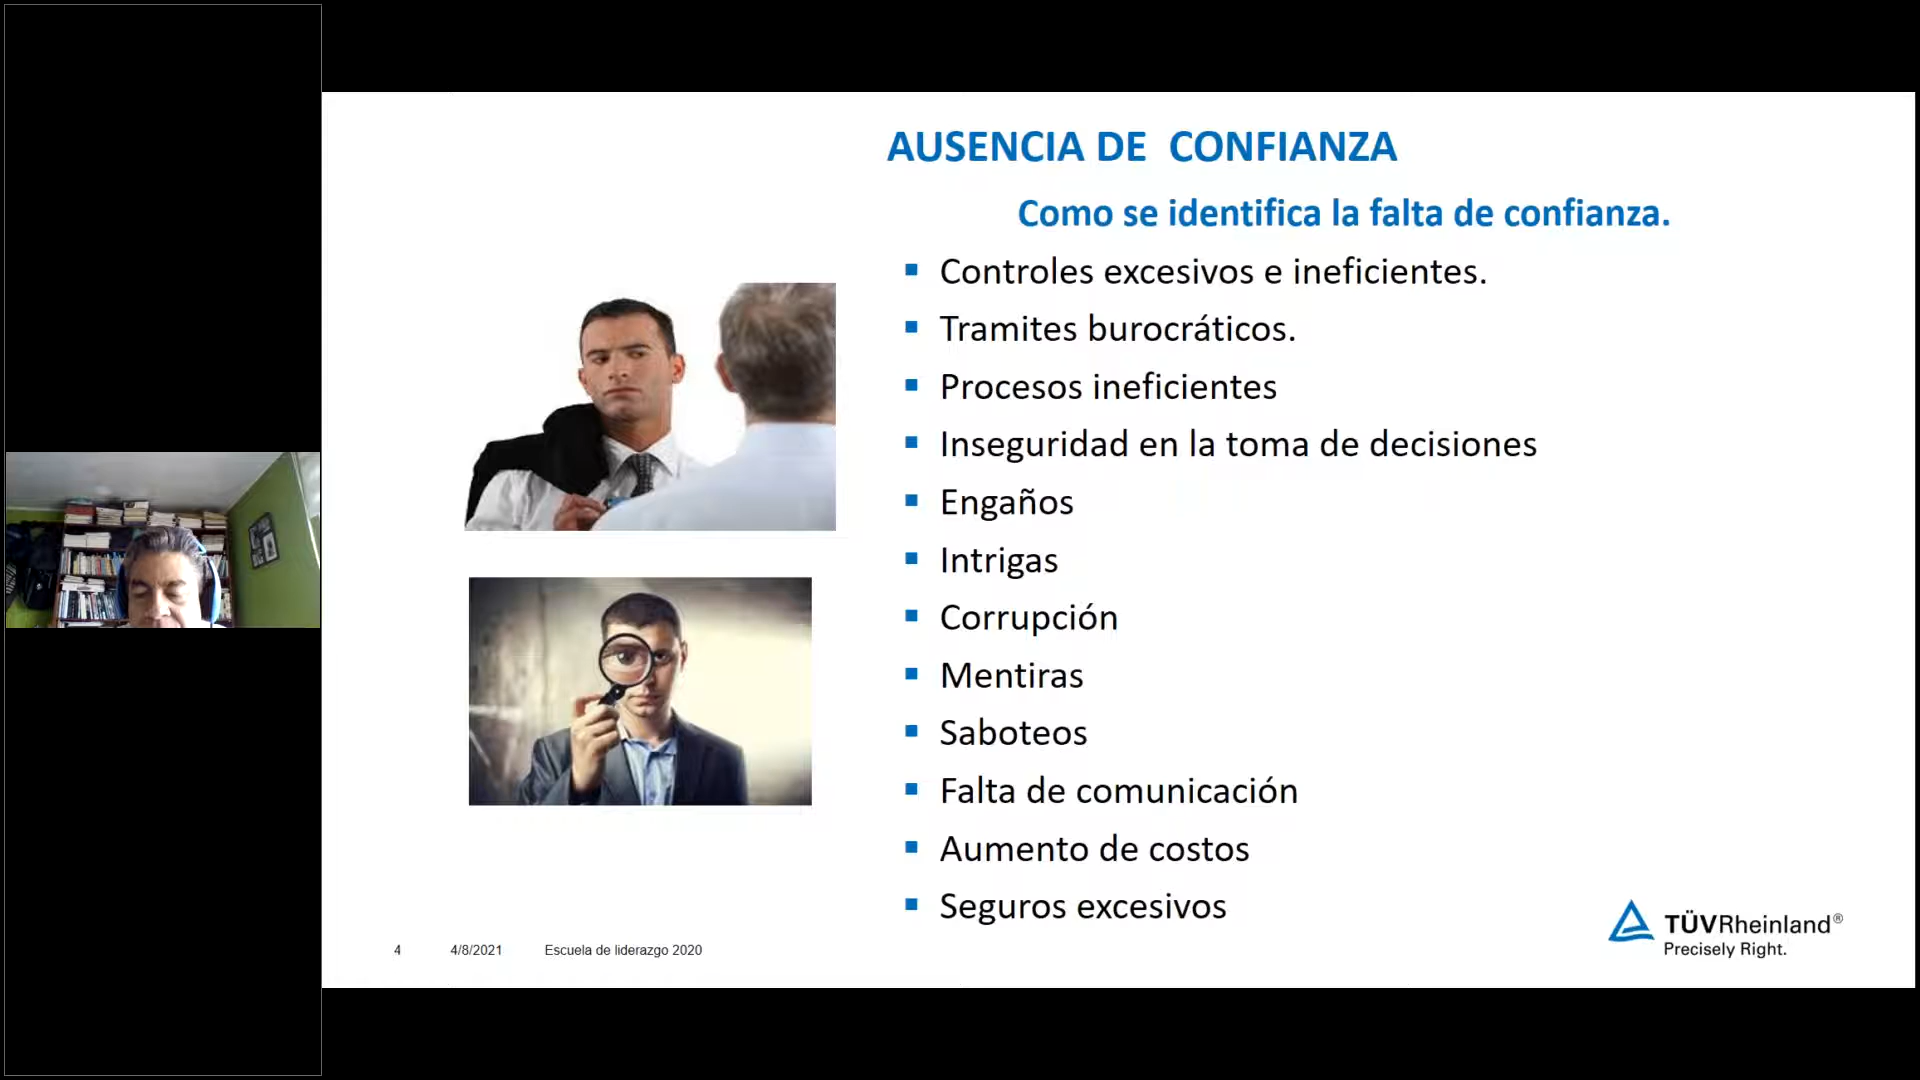 AUSENCIA DE CONFIANZA
Como se identifica la falta de confianza.
Controles excesivos e ineficientes.
Tramites burocráticos.
Procesos ineficientes
Inseguridad en la toma de decisiones
Engaños
Intrigas
Corrupción
Mentiras
Saboteos
Falta de comunicación
Aumento de costos
Seguros excesivos
4 4/8/2021 Escuela de liderazgo 2020
TÜVRheinland®
Precisely Right.